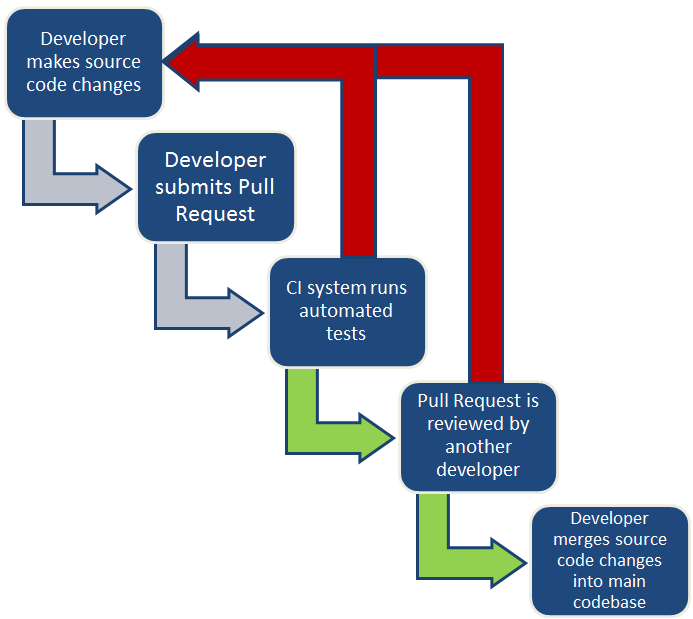 Developer
makes source
code changes
Developer
submits Pull
Request
CI system runs
automated
tests
Pull Request is
reviewed by
another
developer
Developer
merges source
code changes
into main
codebase